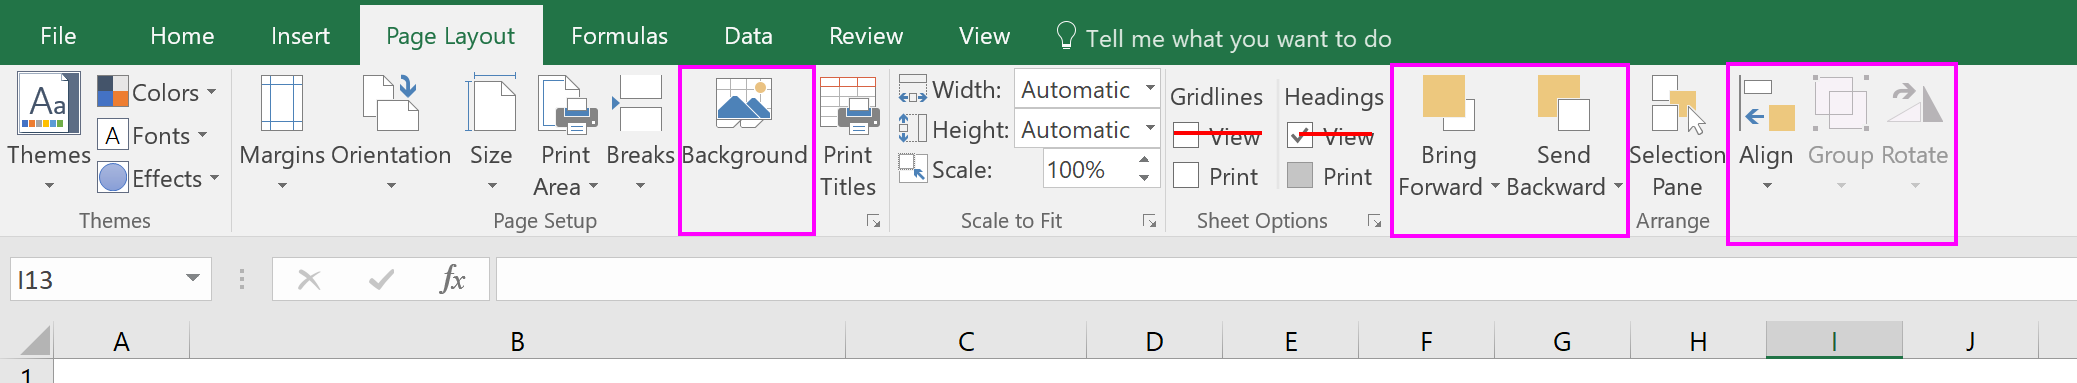 File Home Insert Page Layout Formulas Data Review View Tell me what you want to do
Aa
Themes
Colors
A Fonts
Effects
Themes
Margins
Orientation
Size
Print
Area
Breaks
Background
Print
Titles
Page Setup
Width: Automatic
Height: Automatic
Scale: 100%
Scale to Fit
Gridlines
View
Print
Headings
View
Print
Sheet Options
Bring
Forward
Send
Backward
Selection
Pane
Align
Group
Rotate
Arrange
I13
fx
A B C D E F G H I J
1